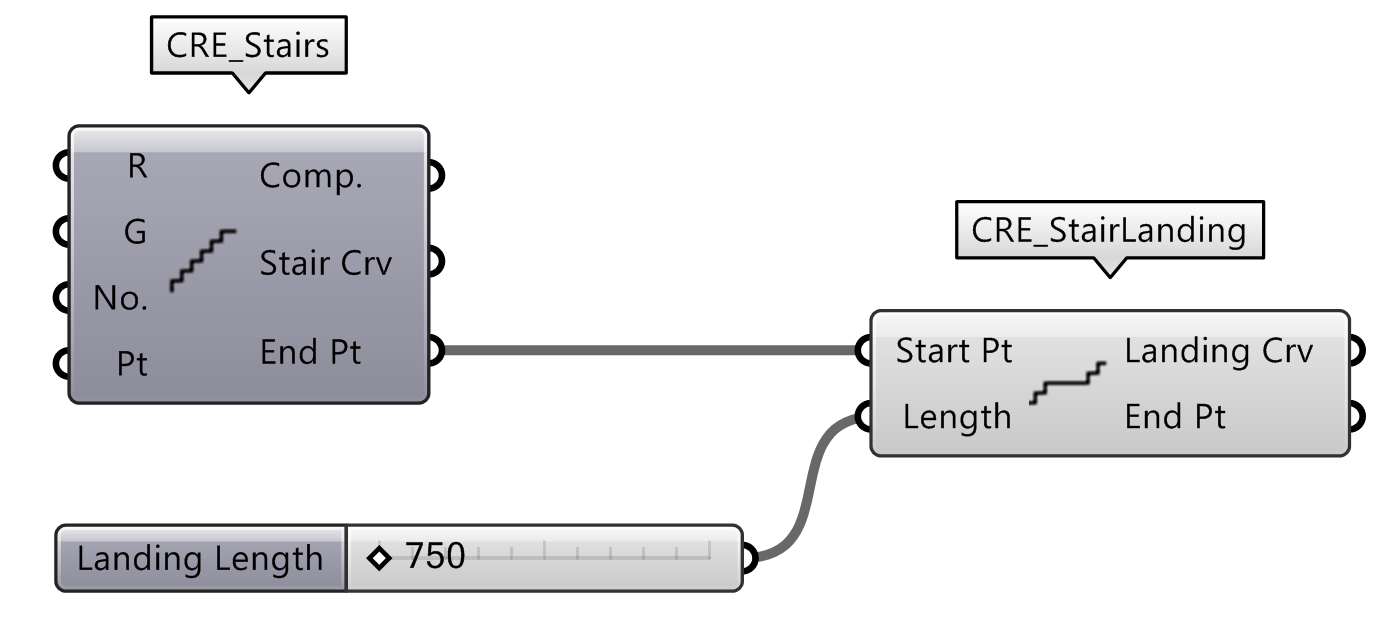 CRE_Stairs
R
G
No.
Pt
Comp.
Stair Crv
End Pt
CRE_StairLanding
Start Pt
Length
Landing Crv
End Pt
Landing Length
750